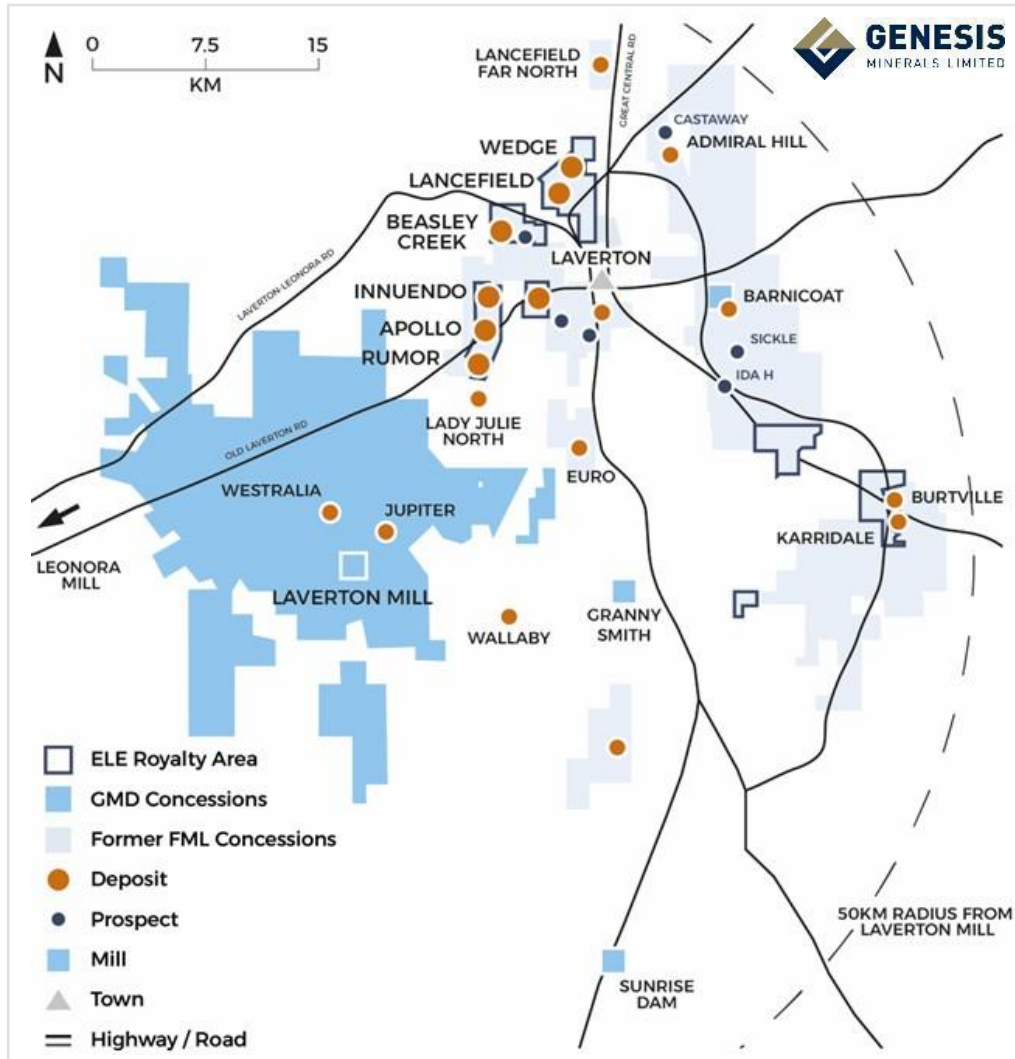 N
0 7.5 15
KM
GENESIS
MINERALS LIMITED
LANCEFIELD
FAR NORTH
GREAT CENTRAL RD
CASTAWAY
ADMIRAL HILL
WEDGE
LANCEFIELD
BEASLEY
CREEK
LAVERTON
LAVERTON-LEONORA RD
INNUENDO
BARNICOAT
APOLLO
SICKLE
RUMOR
IDA H
LADY JULIE
NORTH
OLD LAVERTON RD
EURO
WESTRALIA
JUPITER
BURTVILLE
KARRIDALE
LEONORA
MILL
LAVERTON MILL
GRANNY
SMITH
WALLABY
ELE Royalty Area
GMD Concessions
Former FML Concessions
Deposit
Prospect
Mill
Town
Highway / Road
50KM RADIUS FROM
LAVERTON MILL
SUNRISE
DAM